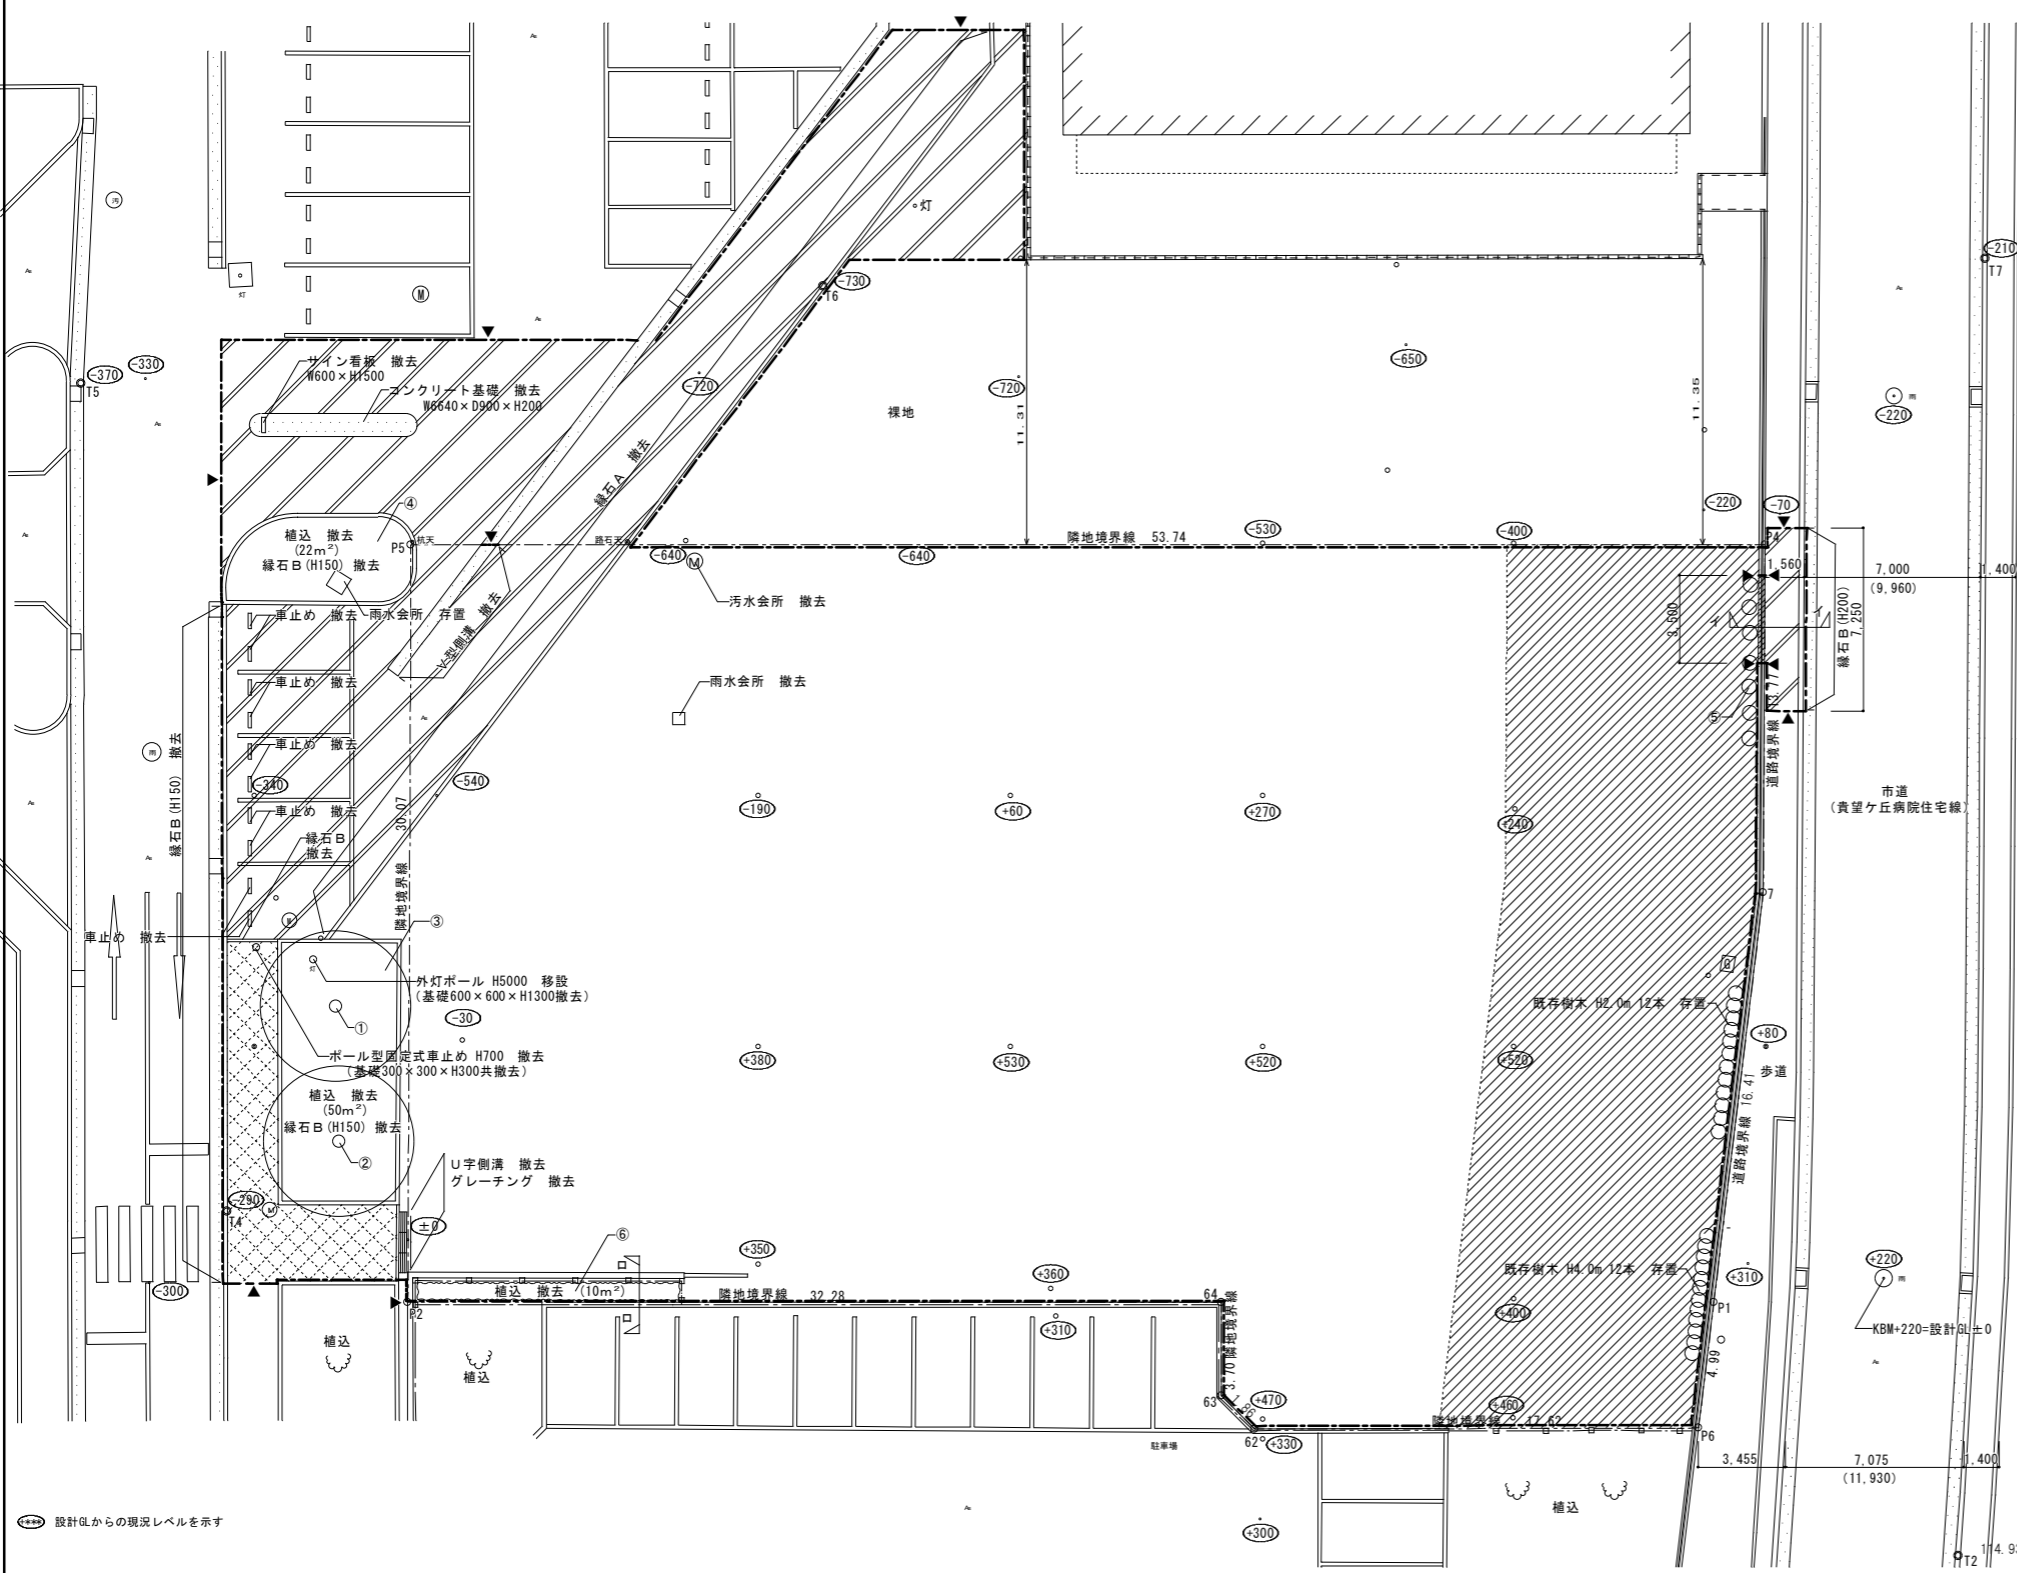 灯
-730
T6
-210
T7
-650
-720
-720
裸地
11.31
11.35
-220
-370
-330
T5
サイン看板　撤去
W600×H1500
コンクリート基礎　撤去
W6640×D900×H200
縁石A　撤去
④
植込　撤去
(22m²)
縁石B(H150) 撤去
P5
杭天
雨水会所　存置
V型側溝　撤去
-640
M
汚水会所　撤去
-640
隣地境界線　53.74
-530
-400
-220
-70
P4
1,560
7,000
(9,960)
1,400
3,500
イ
イ
縁石B(H200)
7,250
⑤
道路境界線　13.77
雨水会所　撤去
車止め　撤去
車止め　撤去
車止め　撤去
車止め　撤去
縁石B
撤去
縁石B(H150) 撤去
車止め　撤去
-340
-540
-190
+60
+270
+240
30.07
隣地境界線
市道
(貴望ケ丘病院住宅線)
P7
③
外灯ポール H5000 移設
(基礎600×600×H1300撤去)
①
-30
ポール型固定式車止め H700　撤去
(基礎300×300×H300共撤去)
+380
+530
+520
+520
G
既存樹木 H2.0m 12本　存置
+80
歩道
道路境界線 16.41
植込　撤去
(50m²)
縁石B(H150) 撤去
②
U字側溝　撤去
グレーチング　撤去
-290
M
T4
±0
⑥
-300
+350
ロ
植込　撤去　(10m²)
隣地境界線　32.28
P2
ロ
+360
+310
64
隣地境界線
3.70
63
1.86
+470
62
+330
既存樹木 H4.0m 12本　存置
+400
+310
P1
4.99
+220
KBM+220=設計GL±0
+460
隣地境界線　17.62
P6
3,455
7,075
1,400
(11,930)
植込
植込
駐車場
植込
+300
T2
+*** 設計GLからの現況レベルを示す